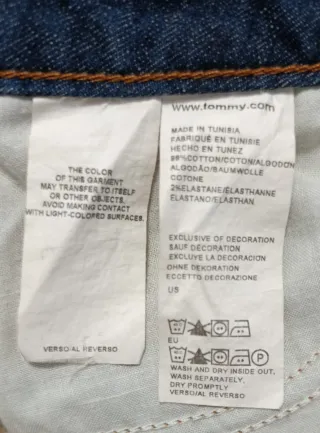 THE COLOR
OF THIS GARMENT
MAY TRANSFER TO ITSELF
OR OTHER OBJECTS.
AVOID MAKING CONTACT
WITH LIGHT-COLORED SURFACES.
VERSO/AL REVERSO
www.tommy.com
MADE IN TUNISIA
FABRIQUÉ EN TUNISIE
HECHO EN TUNEZ
98%COTTON/COTON/ALGODON
ALGODÃO/BAUMWOLLE
COTONE
2%ELASTANE/ÉLASTHANNE
ELASTANO/ELASTHAN
EXCLUSIVE OF DECORATION
SAUF DÉCORATION
EXCLUYE LA DECORACION
OHNE DEKORATION
ECCETTO DECORAZIONE
US
EU
WASH AND DRY INSIDE OUT.
WASH SEPARATELY.
DRY PROMPTLY
VERSO/AL REVERSO